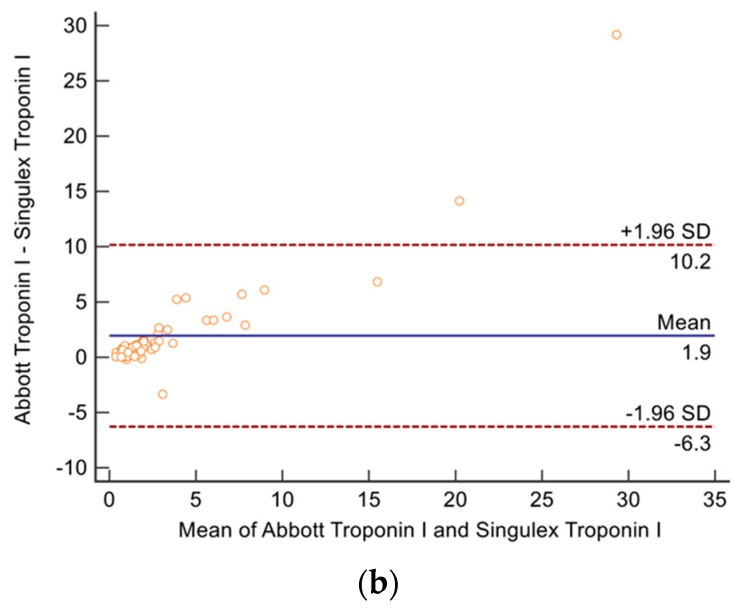 30
25
20
15
10
5
0
-5
-10
Abbott Troponin I - Singulex Troponin I
+1.96 SD
10.2
Mean
1.9
-1.96 SD
-6.3
0 5 10 15 20 25 30 35
Mean of Abbott Troponin I and Singulex Troponin I
(b)